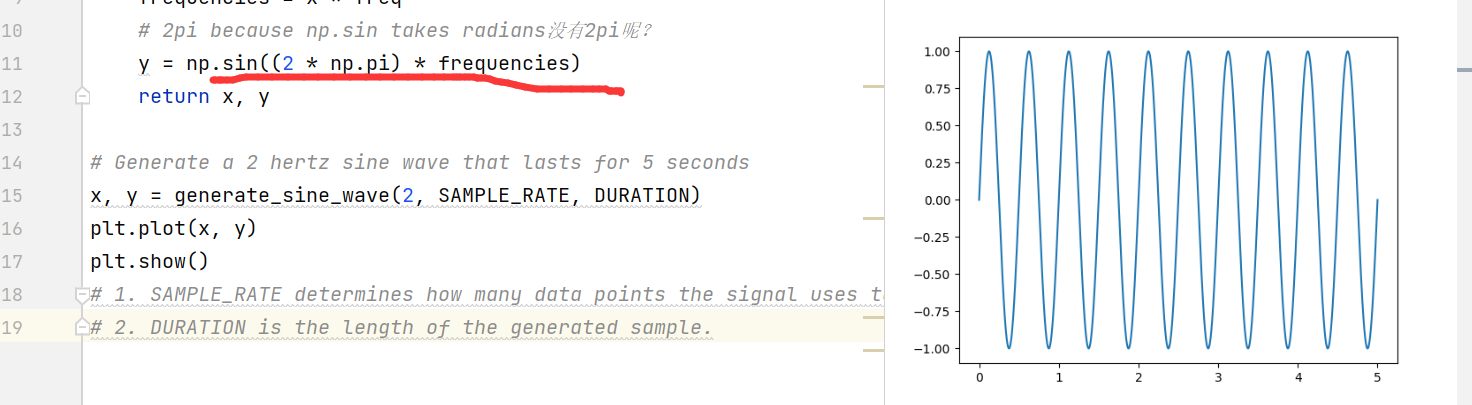 9 frequencies = x * freq
10 # 2pi because np.sin takes radians没有2pi呢?
11 y = np.sin((2 * np.pi) * frequencies)
12 return x, y
13
14 # Generate a 2 hertz sine wave that lasts for 5 seconds
15 x, y = generate_sine_wave(2, SAMPLE_RATE, DURATION)
16 plt.plot(x, y)
17 plt.show()
18 # 1. SAMPLE_RATE determines how many data points the signal uses t
19 # 2. DURATION is the length of the generated sample.
1.00
0.75
0.50
0.25
0.00
−0.25
−0.50
−0.75
−1.00
0 1 2 3 4 5